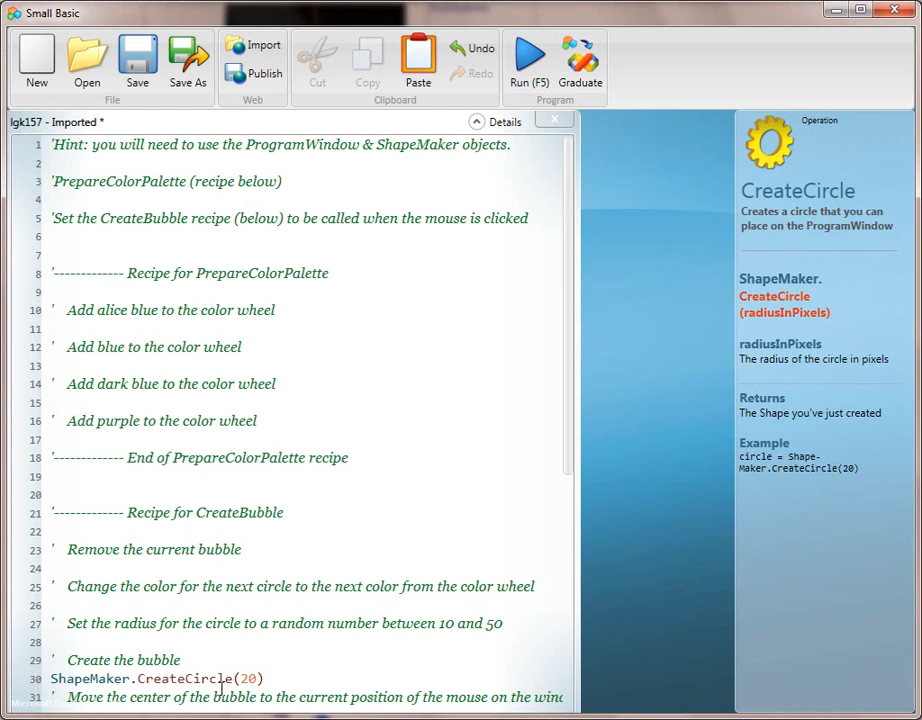 Small Basic
New
Open
Save
Save As
Import
Publish
Cut
Copy
Paste
Undo
Redo
Run (F5)
Graduate
File
Web
Clipboard
Program
lgk157 - Imported *
Details
1 'Hint: you will need to use the ProgramWindow & ShapeMaker objects.
2
3 'PrepareColorPalette (recipe below)
4
5 'Set the CreateBubble recipe (below) to be called when the mouse is clicked
6
7
8 '------------- Recipe for PrepareColorPalette
9
10 ' Add alice blue to the color wheel
11
12 ' Add blue to the color wheel
13
14 ' Add dark blue to the color wheel
15
16 ' Add purple to the color wheel
17
18 '------------- End of PrepareColorPalette recipe
19
20
21 '------------- Recipe for CreateBubble
22
23 ' Remove the current bubble
24
25 ' Change the color for the next circle to the next color from the color wheel
26
27 ' Set the radius for the circle to a random number between 10 and 50
28
29 ' Create the bubble
30 ShapeMaker.CreateCircle(20)
31 ' Move the center of the bubble to the current position of the mouse on the wind
Operation
CreateCircle
Creates a circle that you can
place on the ProgramWindow
ShapeMaker.
CreateCircle
(radiusInPixels)
radiusInPixels
The radius of the circle in pixels
Returns
The Shape you've just created
Example
circle = Shape-
Maker.CreateCircle(20)